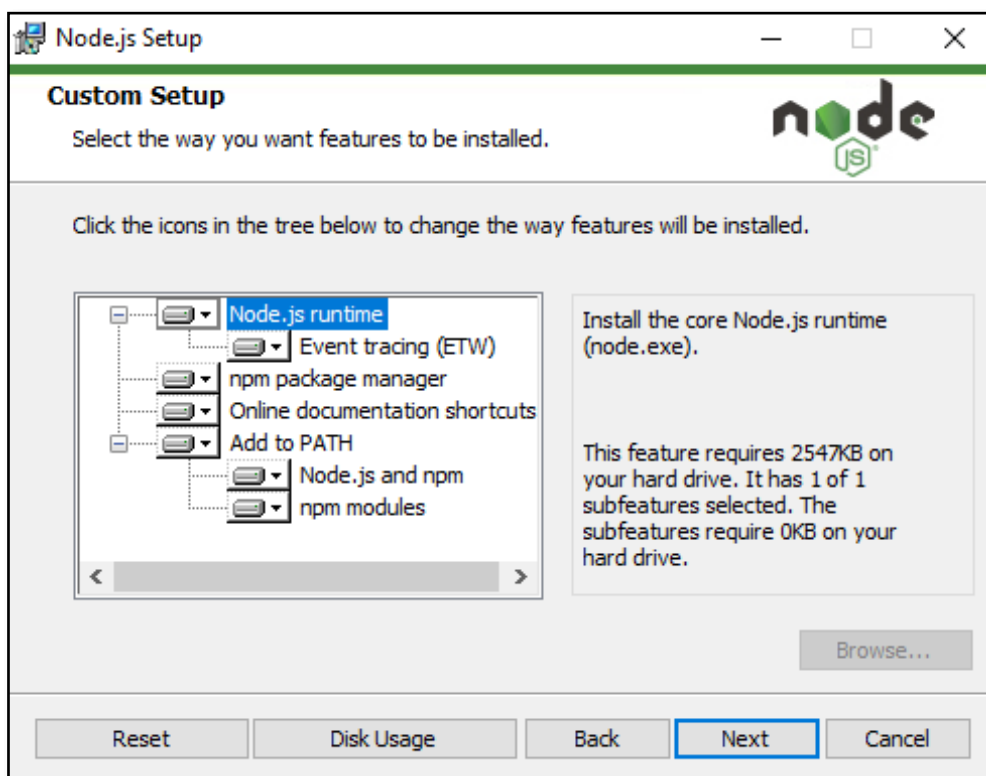 Node.js Setup
Custom Setup
Select the way you want features to be installed.
node
JS
Click the icons in the tree below to change the way features will be installed.
Node.js runtime
Event tracing (ETW)
npm package manager
Online documentation shortcuts
Add to PATH
Node.js and npm
npm modules
Install the core Node.js runtime
(node.exe).
This feature requires 2547KB on
your hard drive. It has 1 of 1
subfeatures selected. The
subfeatures require 0KB on your
hard drive.
Browse...
Reset
Disk Usage
Back
Next
Cancel